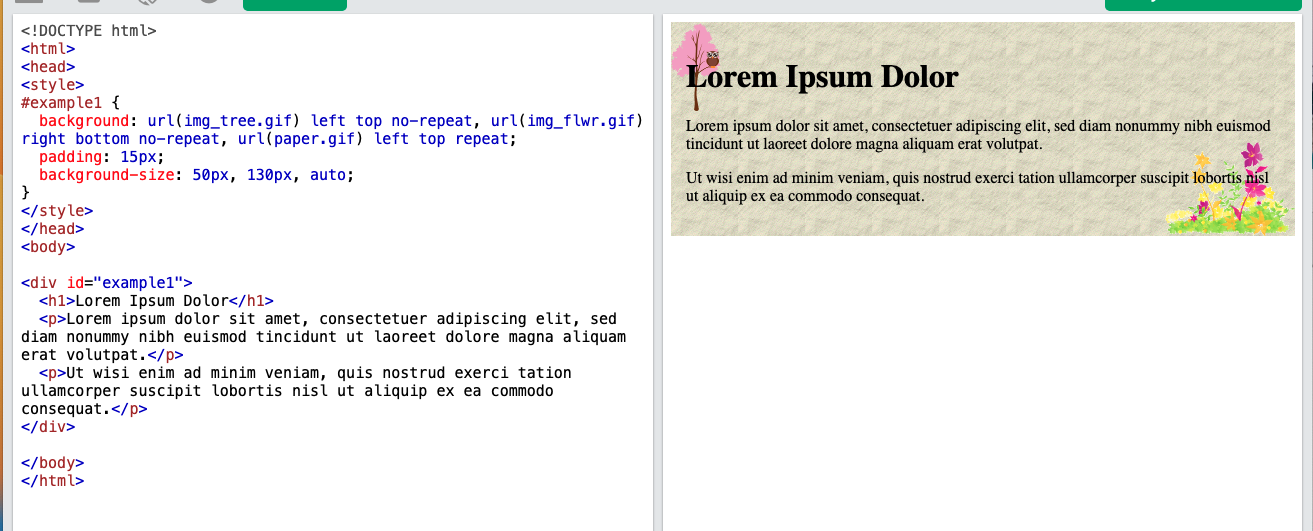 <!DOCTYPE html>
<html>
<head>
<style>
#example1 {
  background: url(img_tree.gif) left top no-repeat, url(img_flwr.gif)
right bottom no-repeat, url(paper.gif) left top repeat;
  padding: 15px;
  background-size: 50px, 130px, auto;
}
</style>
</head>
<body>

<div id="example1">
  <h1>Lorem Ipsum Dolor</h1>
  <p>Lorem ipsum dolor sit amet, consectetuer adipiscing elit, sed
diam nonummy nibh euismod tincidunt ut laoreet dolore magna aliquam
erat volutpat.</p>
  <p>Ut wisi enim ad minim veniam, quis nostrud exerci tation
ullamcorper suscipit lobortis nisl ut aliquip ex ea commodo
consequat.</p>
</div>

</body>
</html>
Lorem Ipsum Dolor
Lorem ipsum dolor sit amet, consectetuer adipiscing elit, sed diam nonummy nibh euismod
tincidunt ut laoreet dolore magna aliquam erat volutpat.
Ut wisi enim ad minim veniam, quis nostrud exerci tation ullamcorper suscipit lobortis nisl
ut aliquip ex ea commodo consequat.